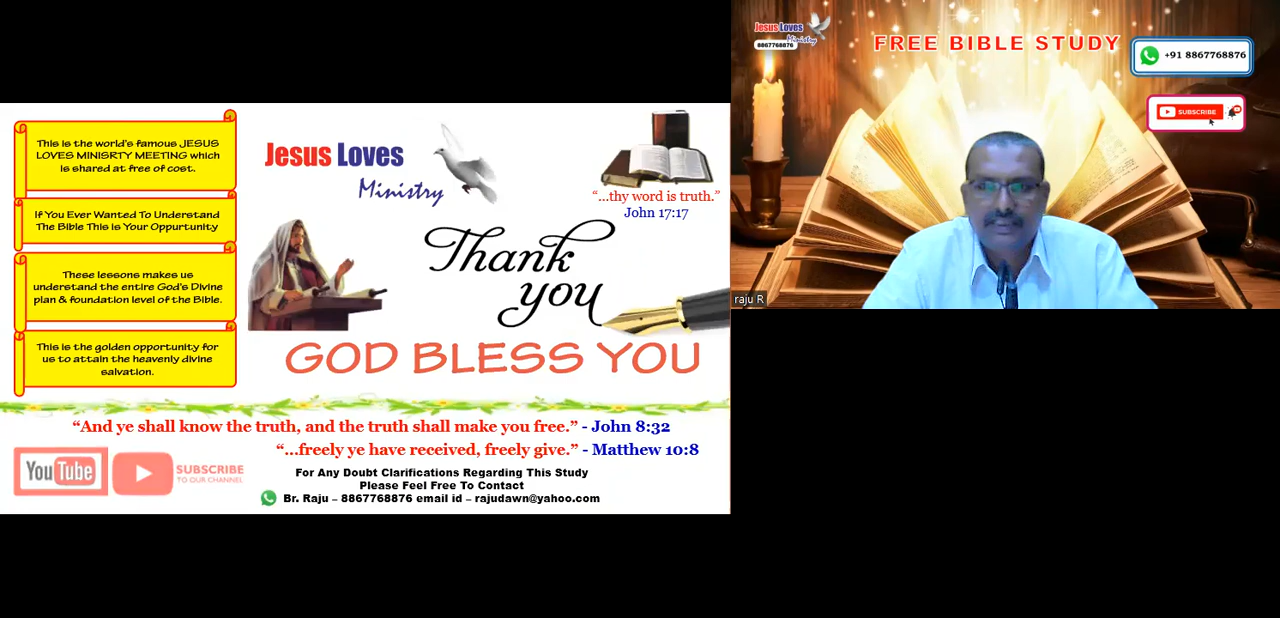 This is the world's famous JESUS
LOVES MINISRTY MEETING which
is shared at free of cost.
If You Ever Wanted To Understand
The Bible This is Your Oppurtunity
These lessons makes us
understand the entire God's Divine
plan & foundation level of the Bible.
This is the golden opportunity for
us to attain the heavenly divine
salvation.
Jesus Loves
Ministry
"...thy word is truth."
John 17:17
Thank
you
GOD BLESS YOU
"And ye shall know the truth, and the truth shall make you free." - John 8:32
"...freely ye have received, freely give." - Matthew 10:8
YouTube
SUBSCRIBE
TO OUR CHANNEL
For Any Doubt Clarifications Regarding This Study
Please Feel Free To Contact
Br. Raju – 8867768876 email id – rajudawn@yahoo.com
Jesus Loves
Ministry
8867768876
FREE BIBLE STUDY
+91 8867768876
SUBSCRIBE
raju R